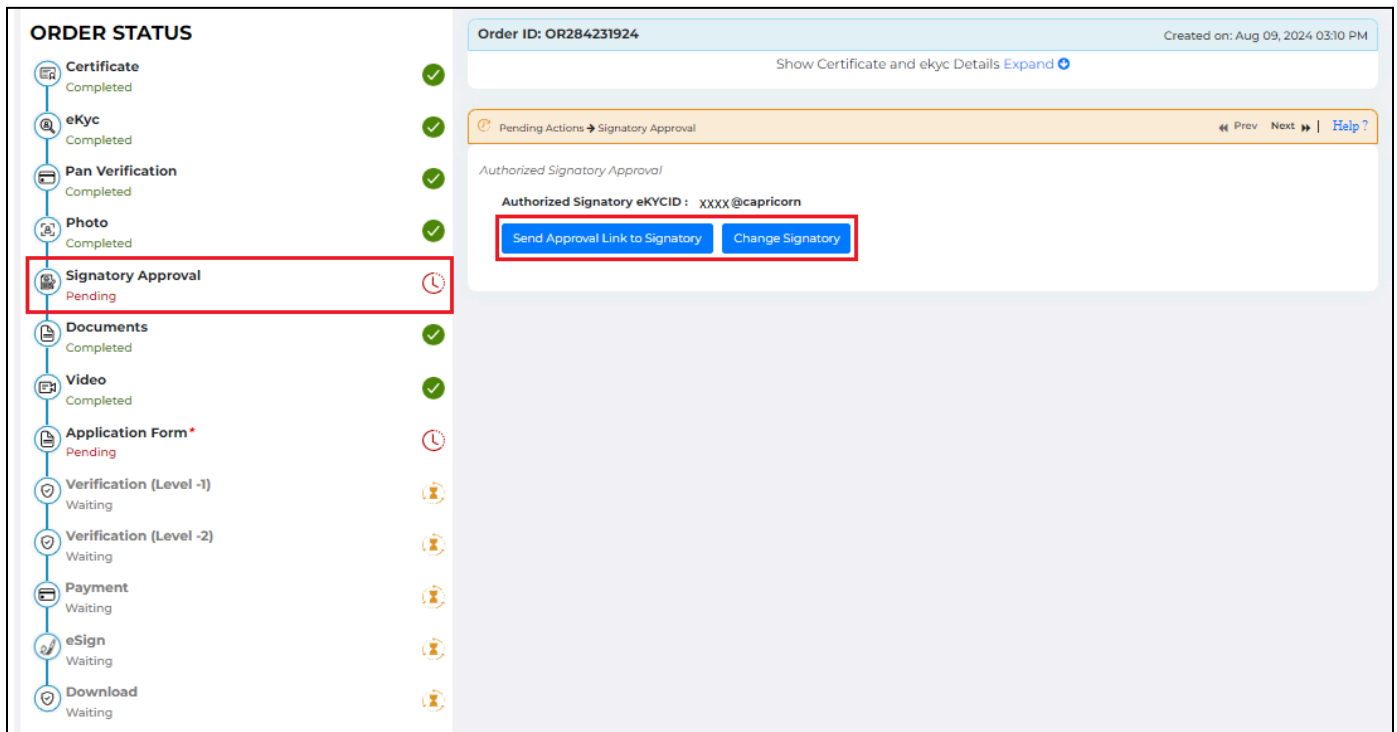 ORDER STATUS
Certificate
Completed
eKyc
Completed
Pan Verification
Completed
Photo
Completed
Signatory Approval
Pending
Documents
Completed
Video
Completed
Application Form*
Pending
Verification (Level -1)
Waiting
Verification (Level -2)
Waiting
Payment
Waiting
eSign
Waiting
Download
Waiting
Order ID: OR284231924 Created on: Aug 09, 2024 03:10 PM
Show Certificate and ekyc Details Expand
Pending Actions → Signatory Approval Prev Next | Help ?
Authorized Signatory Approval
Authorized Signatory eKYCID : xxxx@capricorn
Send Approval Link to Signatory Change Signatory